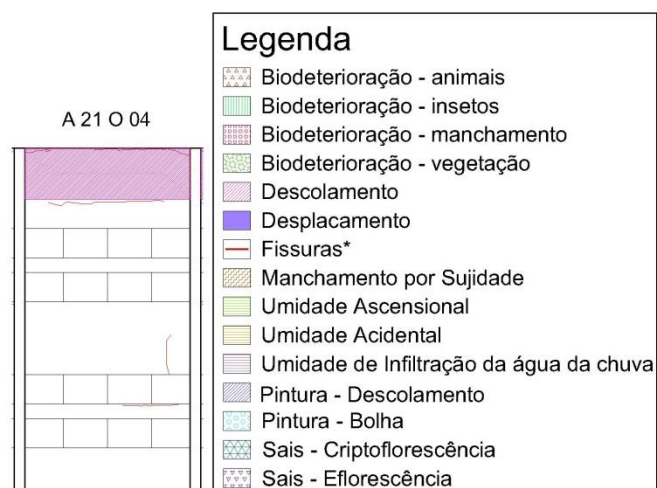 A 21 O 04
Legenda
Biodeterioração - animais
Biodeterioração - insetos
Biodeterioração - manchamento
Biodeterioração - vegetação
Descolamento
Desplacamento
Fissuras*
Manchamento por Sujidade
Umidade Ascensional
Umidade Acidental
Umidade de Infiltração da água da chuva
Pintura - Descolamento
Pintura - Bolha
Sais - Criptoflorescência
Sais - Eflorescência